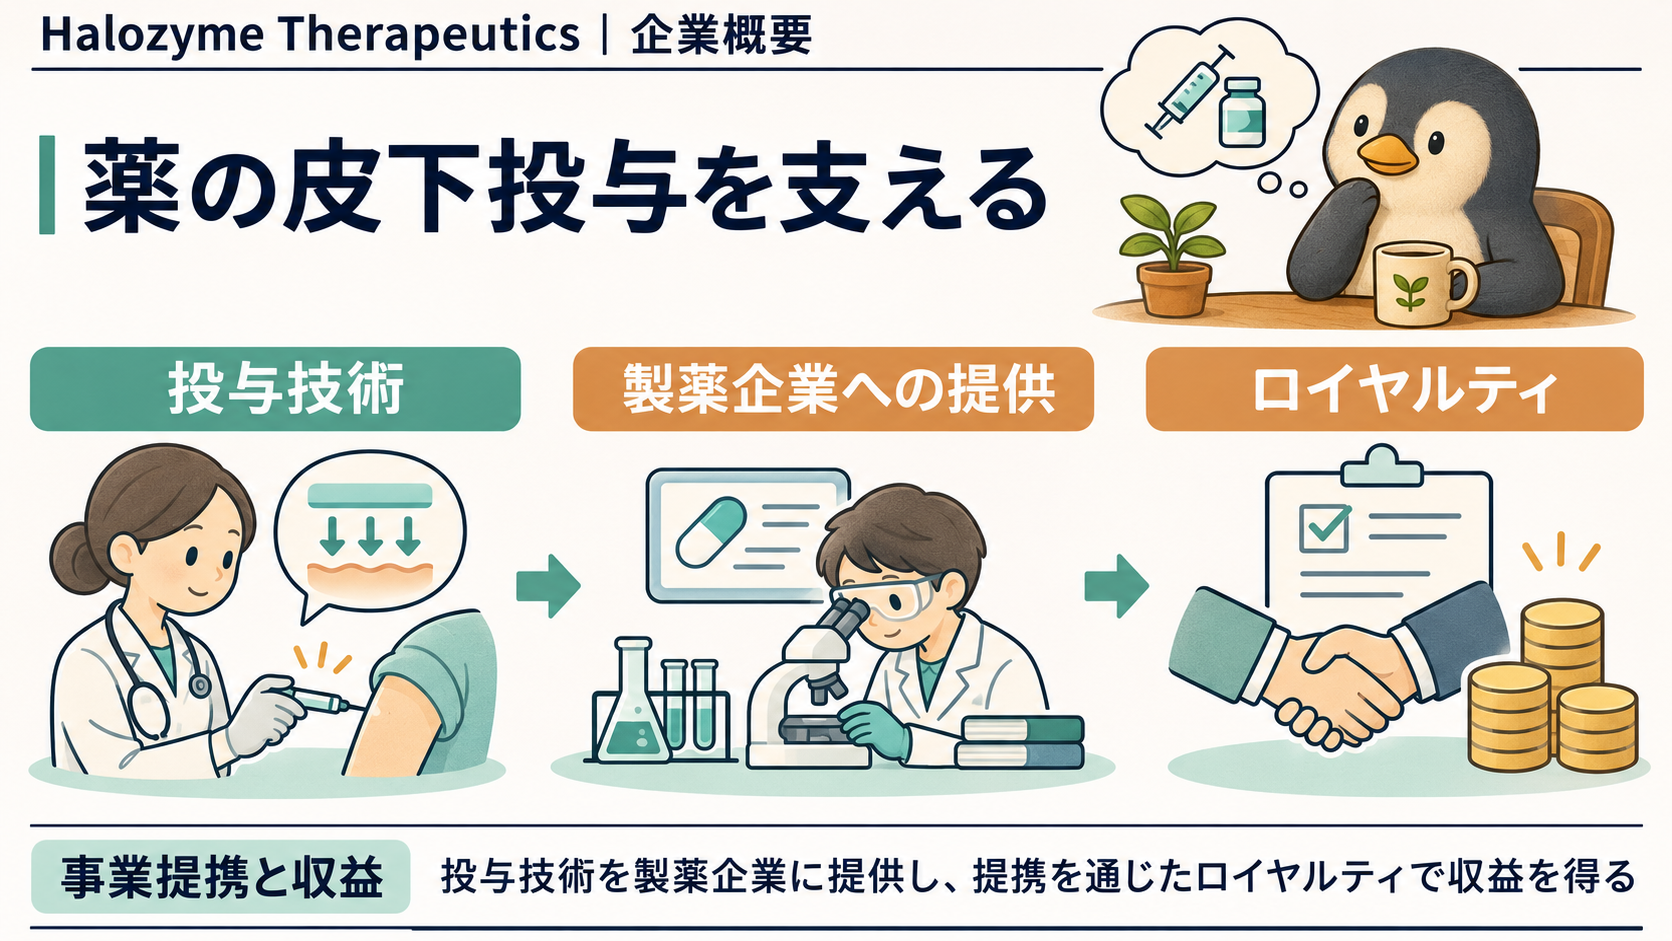 Halozyme Therapeutics｜企業概要
薬の皮下投与を支える
投与技術
製薬企業への提供
ロイヤルティ
事業提携と収益
投与技術を製薬企業に提供し、提携を通じたロイヤルティで収益を得る